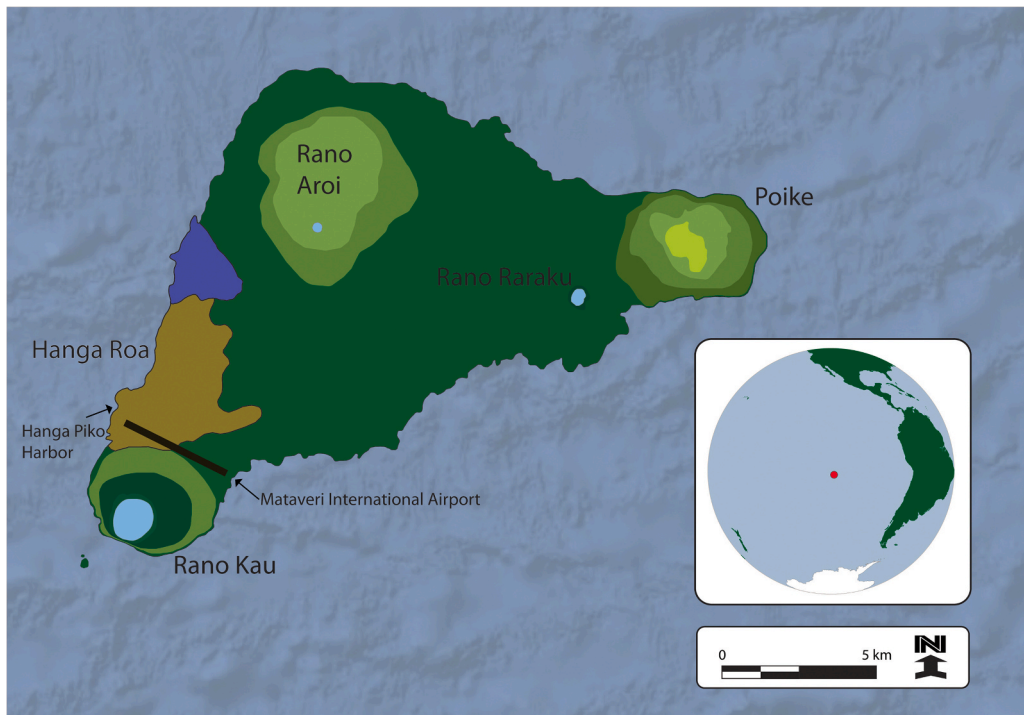 Rano
Aroi
Poike
Rano Raraku
Hanga Roa
Hanga Piko
Harbor
Mataveri International Airport
Rano Kau
0
5 km
N